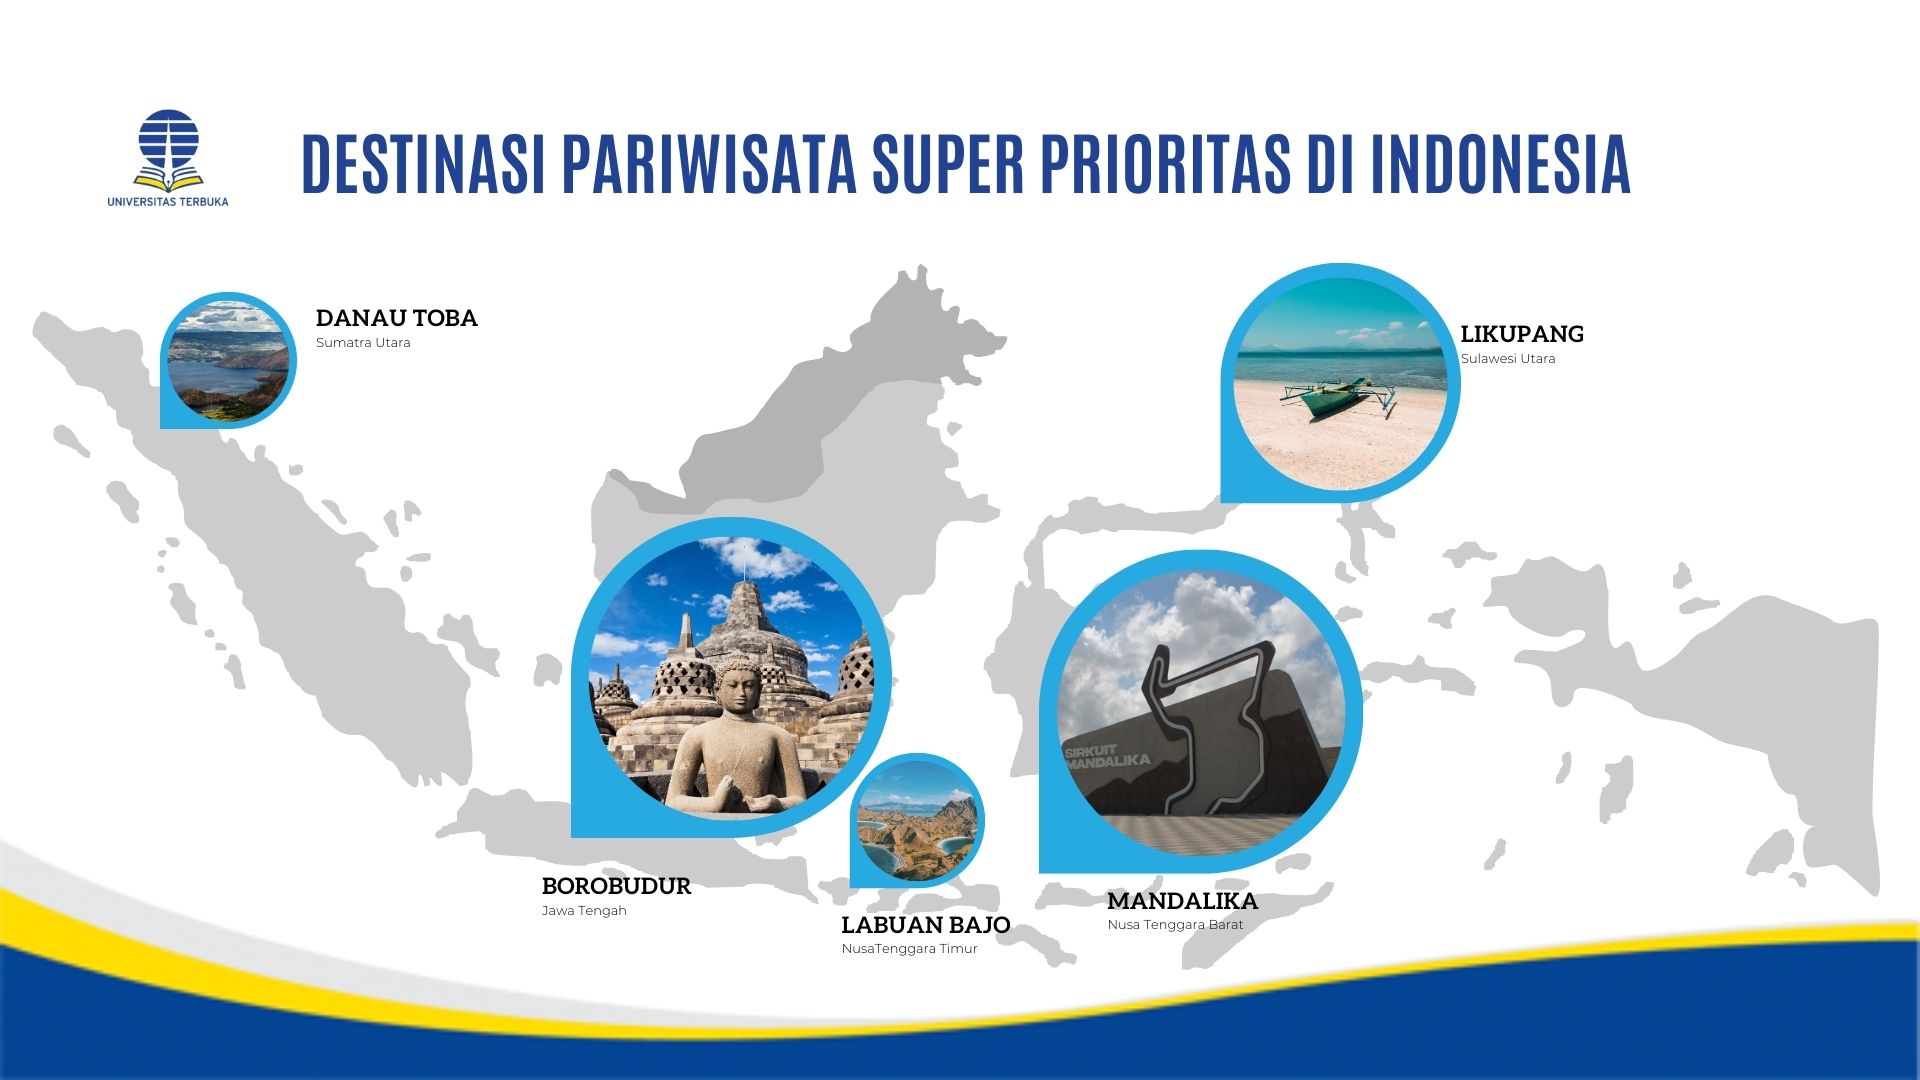 UNIVERSITAS TERBUKA
DESTINASI PARIWISATA SUPER PRIORITAS DI INDONESIA
DANAU TOBA
Sumatra Utara
LIKUPANG
Sulawesi Utara
SIRKUIT
MANDALIKA
BOROBUDUR
Jawa Tengah
LABUAN BAJO
NusaTenggara Timur
MANDALIKA
Nusa Tenggara Barat